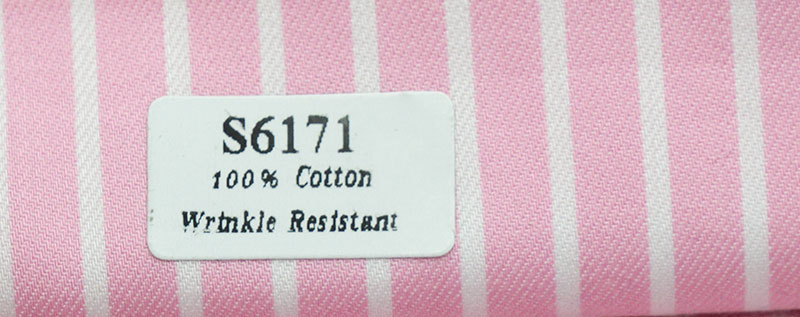 S6171
100% Cotton
Wrinkle Resistant